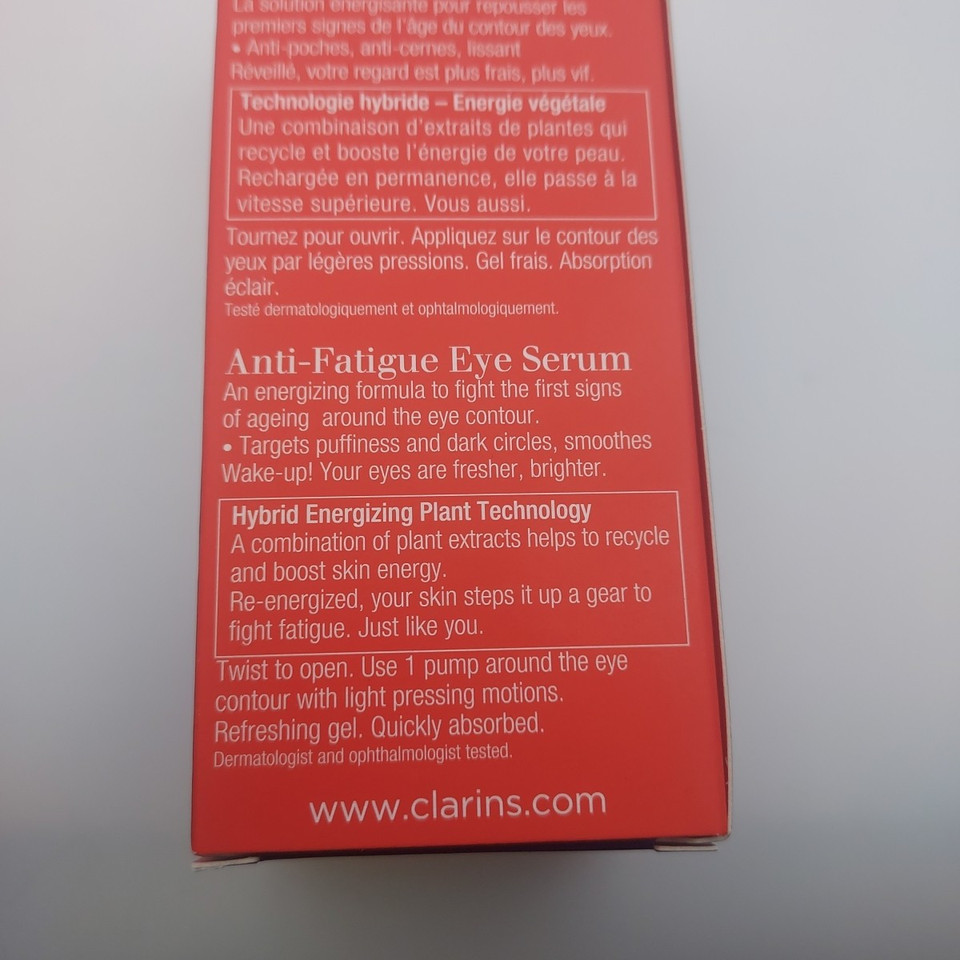 La solution énergisante pour repousser les
premiers signes de l'âge du contour des yeux.
• Anti-poches, anti-cernes, lissant
Réveillé, votre regard est plus frais, plus vif.
Technologie hybride – Energie végétale
Une combinaison d'extraits de plantes qui
recycle et booste l'énergie de votre peau.
Rechargée en permanence, elle passe à la
vitesse supérieure. Vous aussi.
Tournez pour ouvrir. Appliquez sur le contour des
yeux par légères pressions. Gel frais. Absorption
éclair.
Testé dermatologiquement et ophtalmologiquement.
Anti-Fatigue Eye Serum
An energizing formula to fight the first signs
of ageing around the eye contour.
• Targets puffiness and dark circles, smoothes
Wake-up! Your eyes are fresher, brighter.
Hybrid Energizing Plant Technology
A combination of plant extracts helps to recycle
and boost skin energy.
Re-energized, your skin steps it up a gear to
fight fatigue. Just like you.
Twist to open. Use 1 pump around the eye
contour with light pressing motions.
Refreshing gel. Quickly absorbed.
Dermatologist and ophthalmologist tested.
www.clarins.com